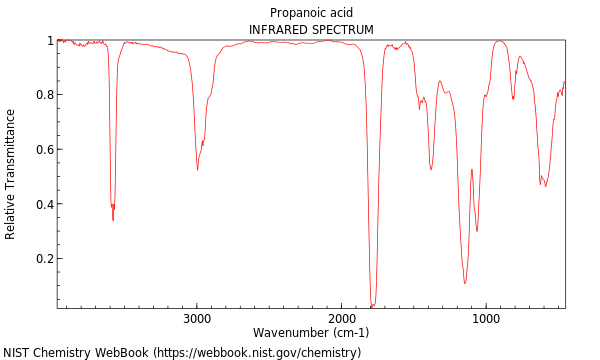 Propanoic acid
INFRARED SPECTRUM
1
0.8
0.6
0.4
0.2
Relative Transmittance
3000
2000
1000
Wavenumber (cm-1)
NIST Chemistry WebBook (https://webbook.nist.gov/chemistry)